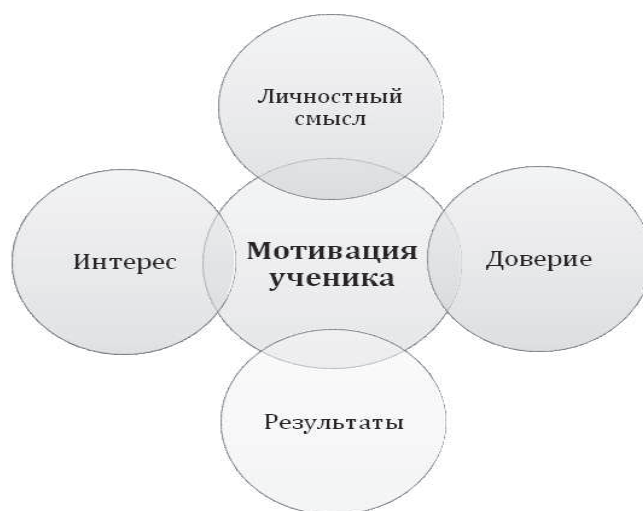 Личностный
смысл
Интерес
Мотивация
ученика
Доверие
Результаты